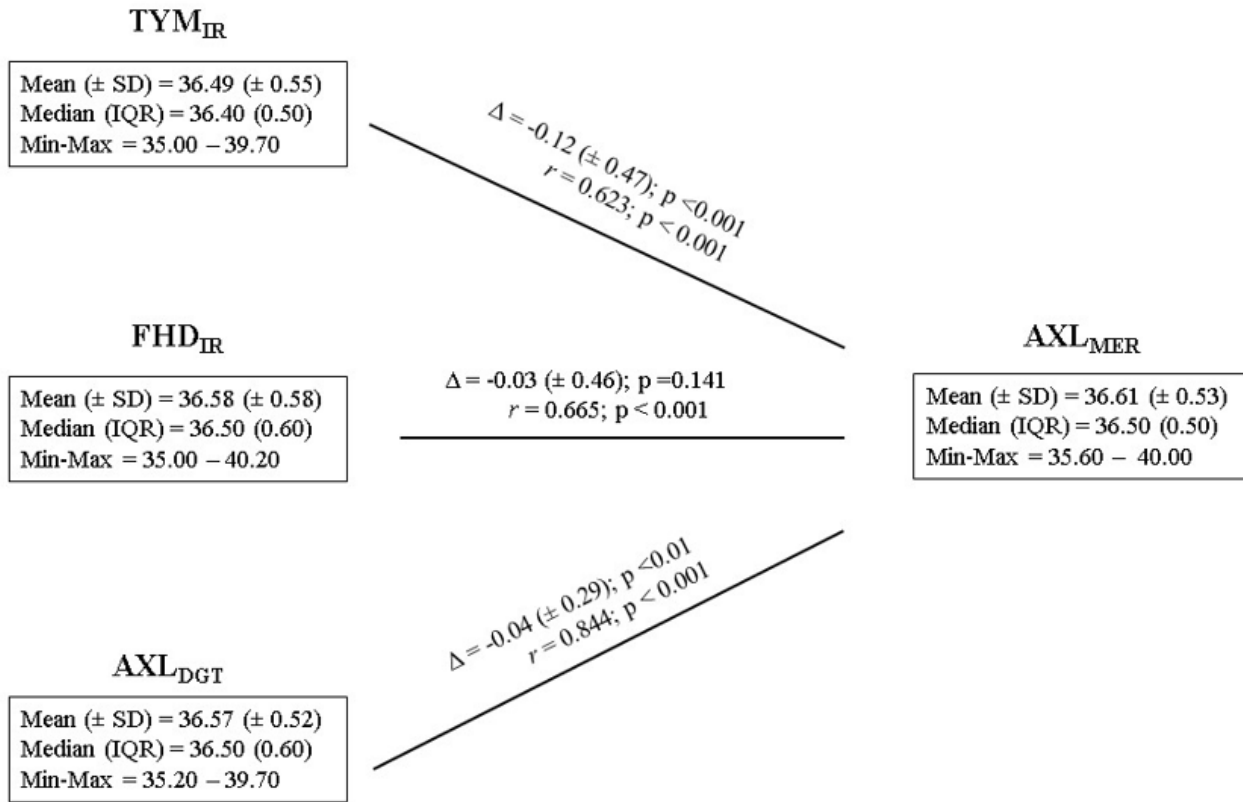 TYM_IR
Mean (± SD) = 36.49 (± 0.55)
Median (IQR) = 36.40 (0.50)
Min-Max = 35.00 – 39.70
Δ = -0.12 (± 0.47); p <0.001
r = 0.623; p < 0.001
FHD_IR
Mean (± SD) = 36.58 (± 0.58)
Median (IQR) = 36.50 (0.60)
Min-Max = 35.00 – 40.20
Δ = -0.03 (± 0.46); p =0.141
r = 0.665; p < 0.001
AXL_MER
Mean (± SD) = 36.61 (± 0.53)
Median (IQR) = 36.50 (0.50)
Min-Max = 35.60 – 40.00
Δ = -0.04 (± 0.29); p <0.01
r = 0.844; p < 0.001
AXL_DGT
Mean (± SD) = 36.57 (± 0.52)
Median (IQR) = 36.50 (0.60)
Min-Max = 35.20 – 39.70